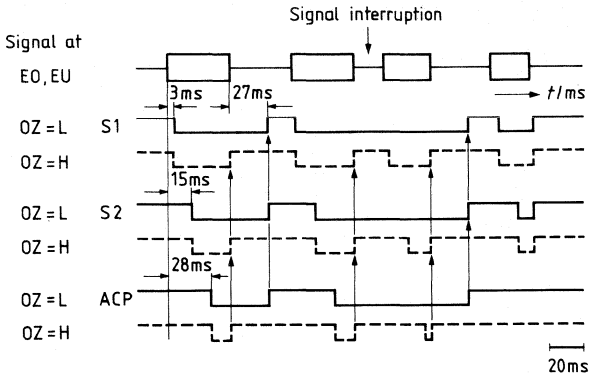 Signal interruption
Signal at
EO, EU
3ms 27ms t/ms
OZ=L S1
OZ=H
15ms
OZ=L S2
OZ=H
28ms
OZ=L ACP
OZ=H
20ms